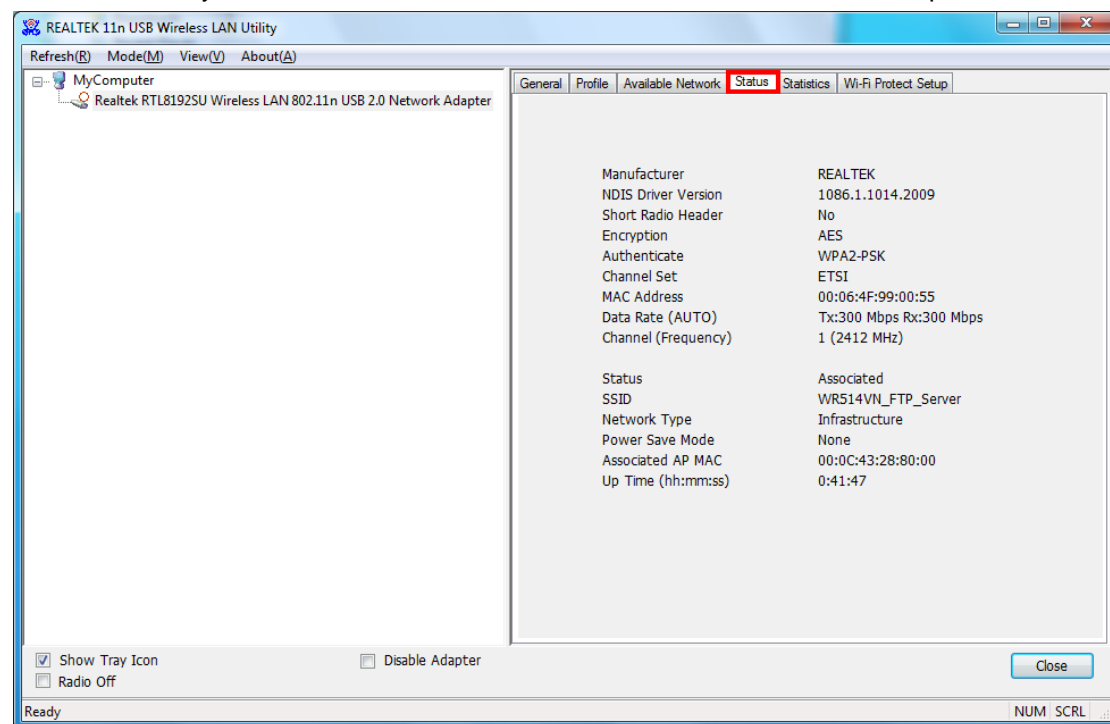 REALTEK 11n USB Wireless LAN Utility
Refresh(R) Mode(M) View(V) About(A)
MyComputer
Realtek RTL8192SU Wireless LAN 802.11n USB 2.0 Network Adapter
General Profile Available Network Status Statistics Wi-Fi Protect Setup
Manufacturer REALTEK
NDIS Driver Version 1086.1.1014.2009
Short Radio Header No
Encryption AES
Authenticate WPA2-PSK
Channel Set ETSI
MAC Address 00:06:4F:99:00:55
Data Rate (AUTO) Tx:300 Mbps Rx:300 Mbps
Channel (Frequency) 1 (2412 MHz)
Status Associated
SSID WR514VN_FTP_Server
Network Type Infrastructure
Power Save Mode None
Associated AP MAC 00:0C:43:28:80:00
Up Time (hh:mm:ss) 0:41:47
Show Tray Icon Disable Adapter
Radio Off
Close
Ready NUM SCRL